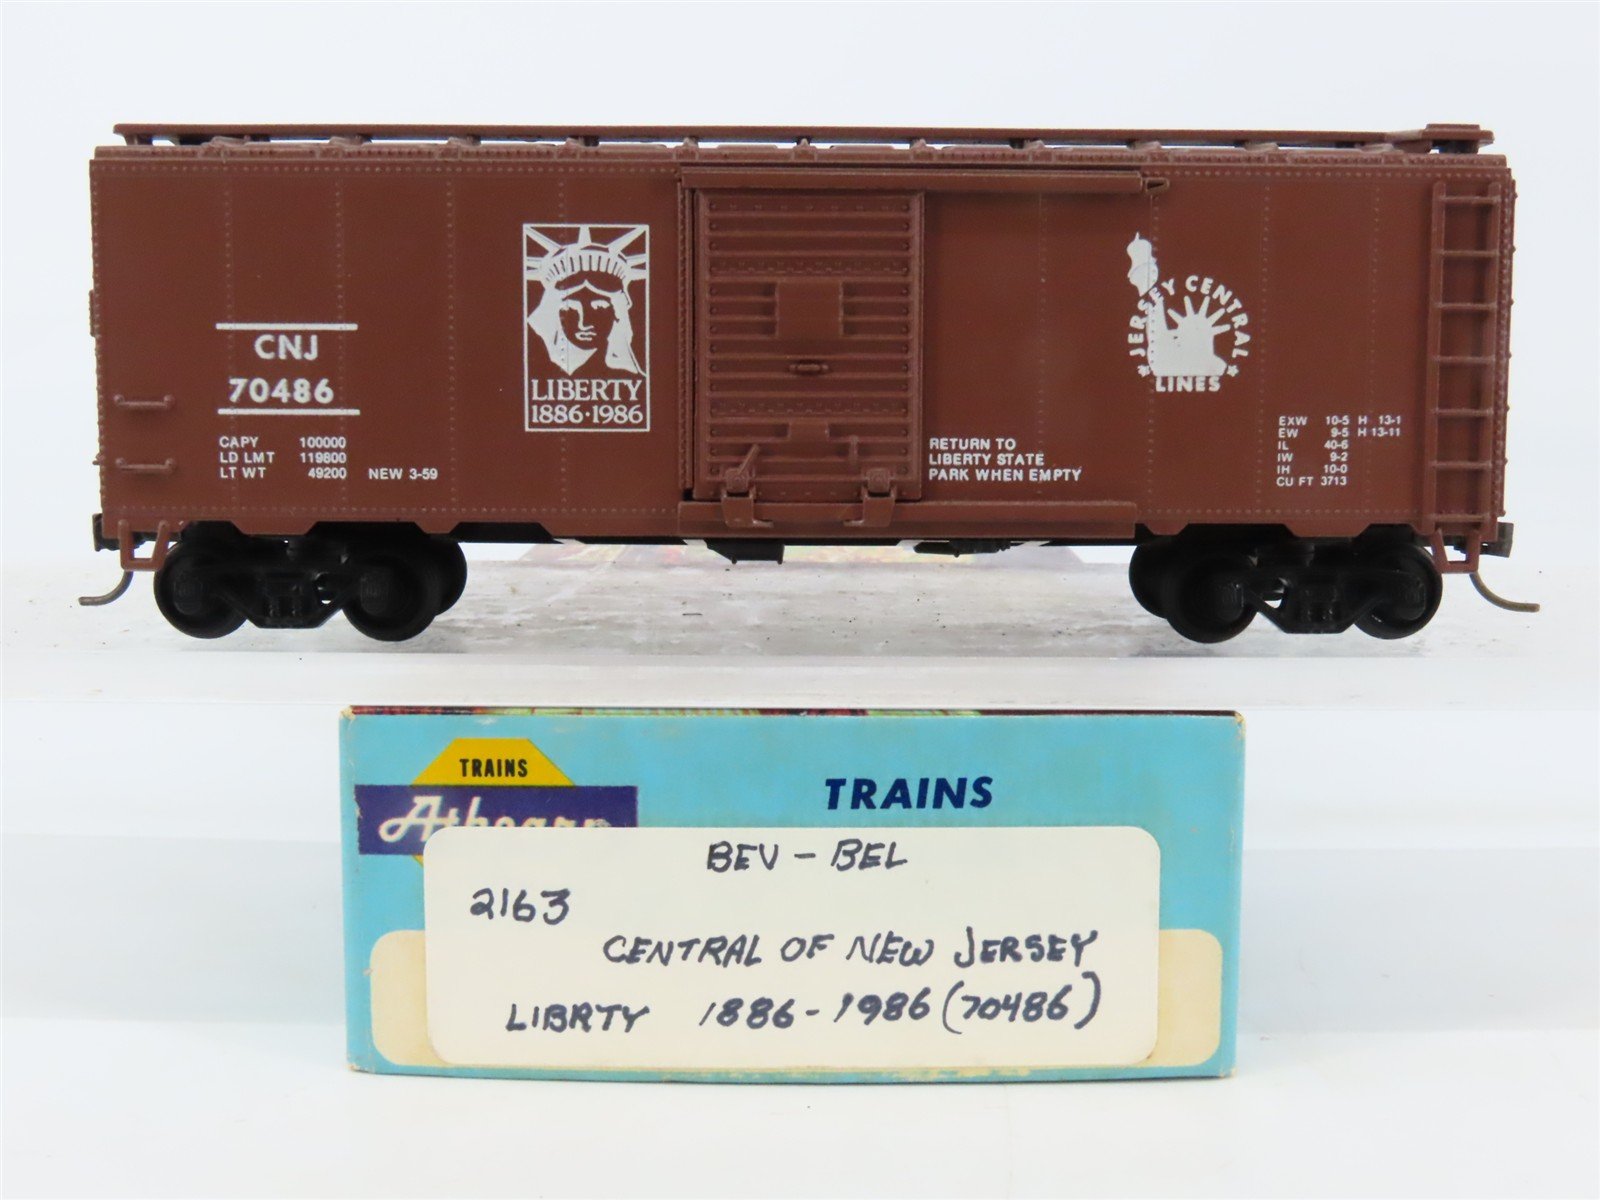 CNJ
70486
CAPY 100000
LD LMT 119800
LT WT 49200 NEW 3-59
LIBERTY
1886·1986
RETURN TO
LIBERTY STATE
PARK WHEN EMPTY
JERSEY CENTRAL
LINES
EXW 10-5 H 13-1
EW 9-5 H 13-11
IL 40-6
IW 9-2
IH 10-0
CU FT 3713
TRAINS
Athearn
TRAINS
BEV - BEL
2163
CENTRAL OF NEW JERSEY
LIBRTY 1886-1986 (70486)